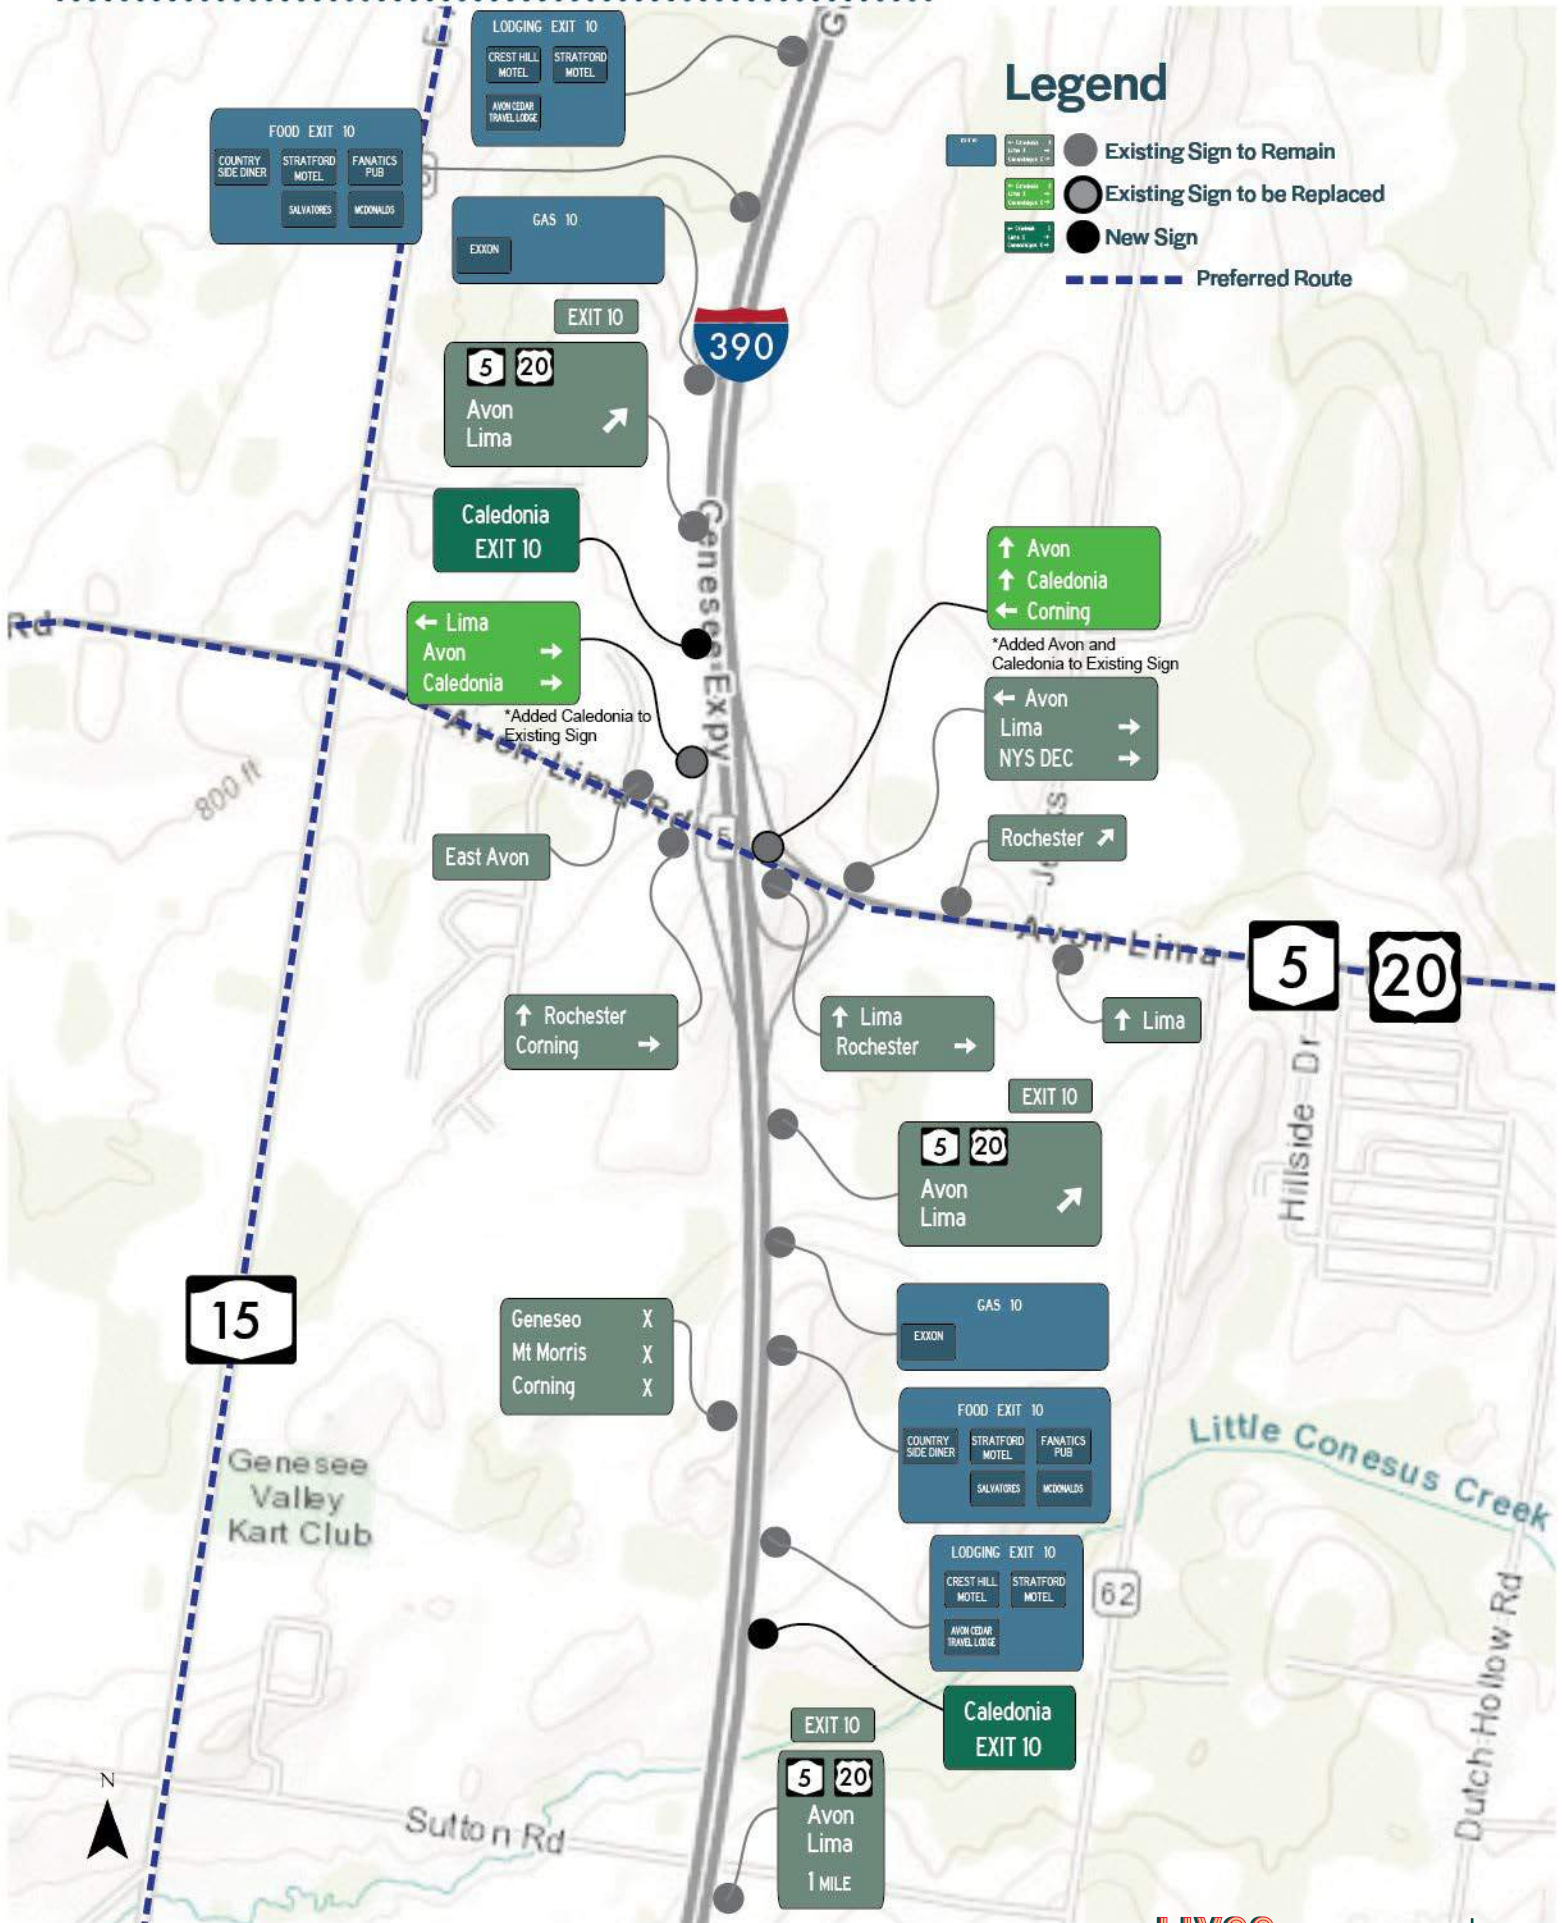 LODGING EXIT 10
CREST HILL MOTEL
STRATFORD MOTEL
AVON CEDAR TRAVEL LODGE
Legend
Existing Sign to Remain
Existing Sign to be Replaced
New Sign
Preferred Route
FOOD EXIT 10
COUNTRY SIDE DINER
STRATFORD MOTEL
FANATICS PUB
SALVATORES
MCDONALDS
GAS 10
EXXON
EXIT 10
390
5 20
Avon
Lima
Genesee Expy
Caledonia
EXIT 10
↑ Avon
↑ Caledonia
← Corning
*Added Avon and
Caledonia to Existing Sign
Rd
← Lima
Avon →
Caledonia →
*Added Caledonia to
Existing Sign
Avon Lima Rd
5
← Avon
Lima →
NYS DEC →
800 ft
Rochester
East Avon
Avon Lima
5
20
↑ Rochester
Corning →
↑ Lima
Rochester →
↑ Lima
Hillside Dr
EXIT 10
5 20
Avon
Lima
15
Geneseo X
Mt Morris X
Corning X
GAS 10
EXXON
FOOD EXIT 10
COUNTRY SIDE DINER
STRATFORD MOTEL
FANATICS PUB
SALVATORES
MCDONALDS
Little Conesus Creek
Genesee
Valley
Kart Club
LODGING EXIT 10
CREST HILL MOTEL
STRATFORD MOTEL
AVON CEDAR TRAVEL LODGE
62
Dutch Hollow Rd
Caledonia
EXIT 10
EXIT 10
5 20
Avon
Lima
1 MILE
N
Sutton Rd